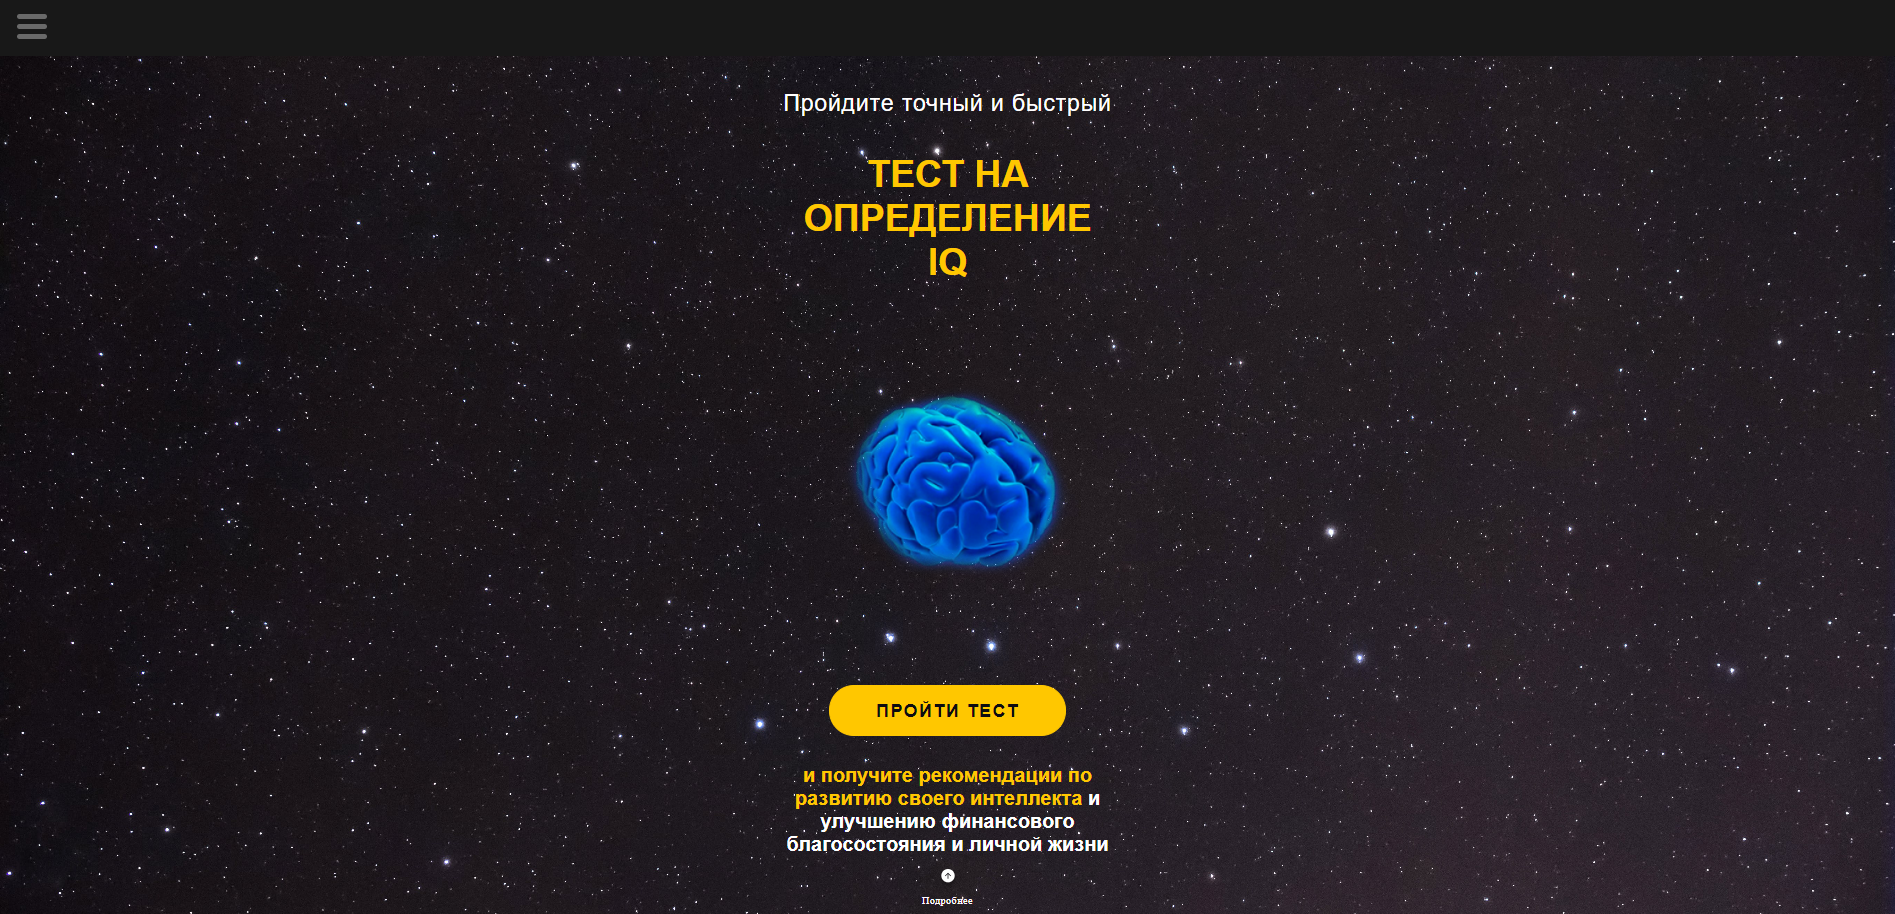 Пройдите точный и быстрый
ТЕСТ НА
ОПРЕДЕЛЕНИЕ
IQ
ПРОЙТИ ТЕСТ
и получите рекомендации по
развитию своего интеллекта и
улучшению финансового
благосостояния и личной жизни
Подробнее